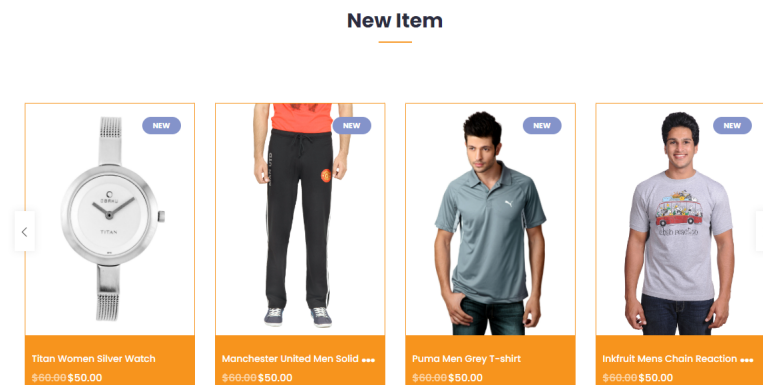 New Item
NEW
NEW
NEW
NEW
TITAN
Titan Women Silver Watch
Manchester United Men Solid ...
Puma Men Grey T-shirt
Inkfruit Mens Chain Reaction ...
$60.00 $50.00
$60.00 $50.00
$60.00 $50.00
$60.00 $50.00